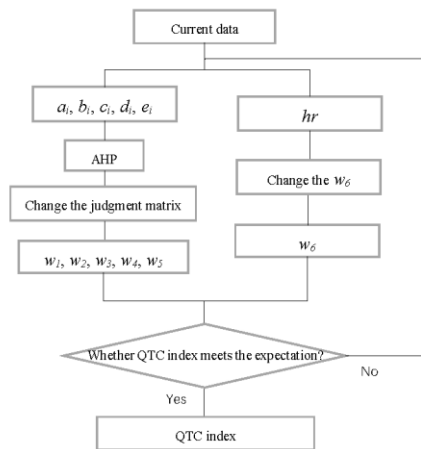 Current data
aᵢ, bᵢ, cᵢ, dᵢ, eᵢ
hr
AHP
Change the w₆
Change the judgment matrix
w₁, w₂, w₃, w₄, w₅
w₆
Whether QTC index meets the expectation?
No
Yes
QTC index